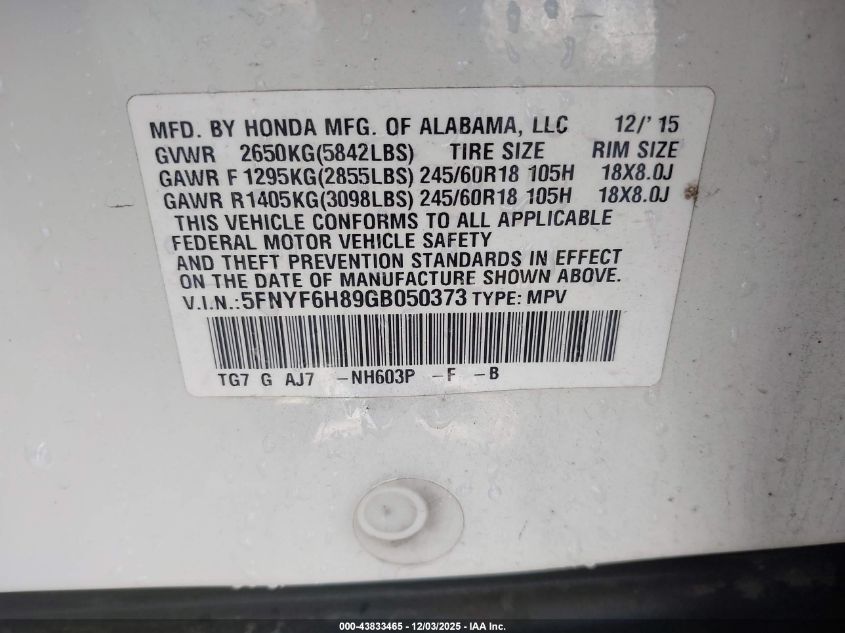 MFD. BY HONDA MFG. OF ALABAMA, LLC 12/' 15
GVWR 2650KG(5842LBS) TIRE SIZE RIM SIZE
GAWR F 1295KG(2855LBS) 245/60R18 105H 18X8.0J
GAWR R1405KG(3098LBS) 245/60R18 105H 18X8.0J
THIS VEHICLE CONFORMS TO ALL APPLICABLE
FEDERAL MOTOR VEHICLE SAFETY
AND THEFT PREVENTION STANDARDS IN EFFECT
ON THE DATE OF MANUFACTURE SHOWN ABOVE.
V.I.N.:5FNYF6H89GB050373 TYPE: MPV
TG7 G AJ7 -NH603P -F -B
000-43833465 - 12/03/2025 - IAA Inc.